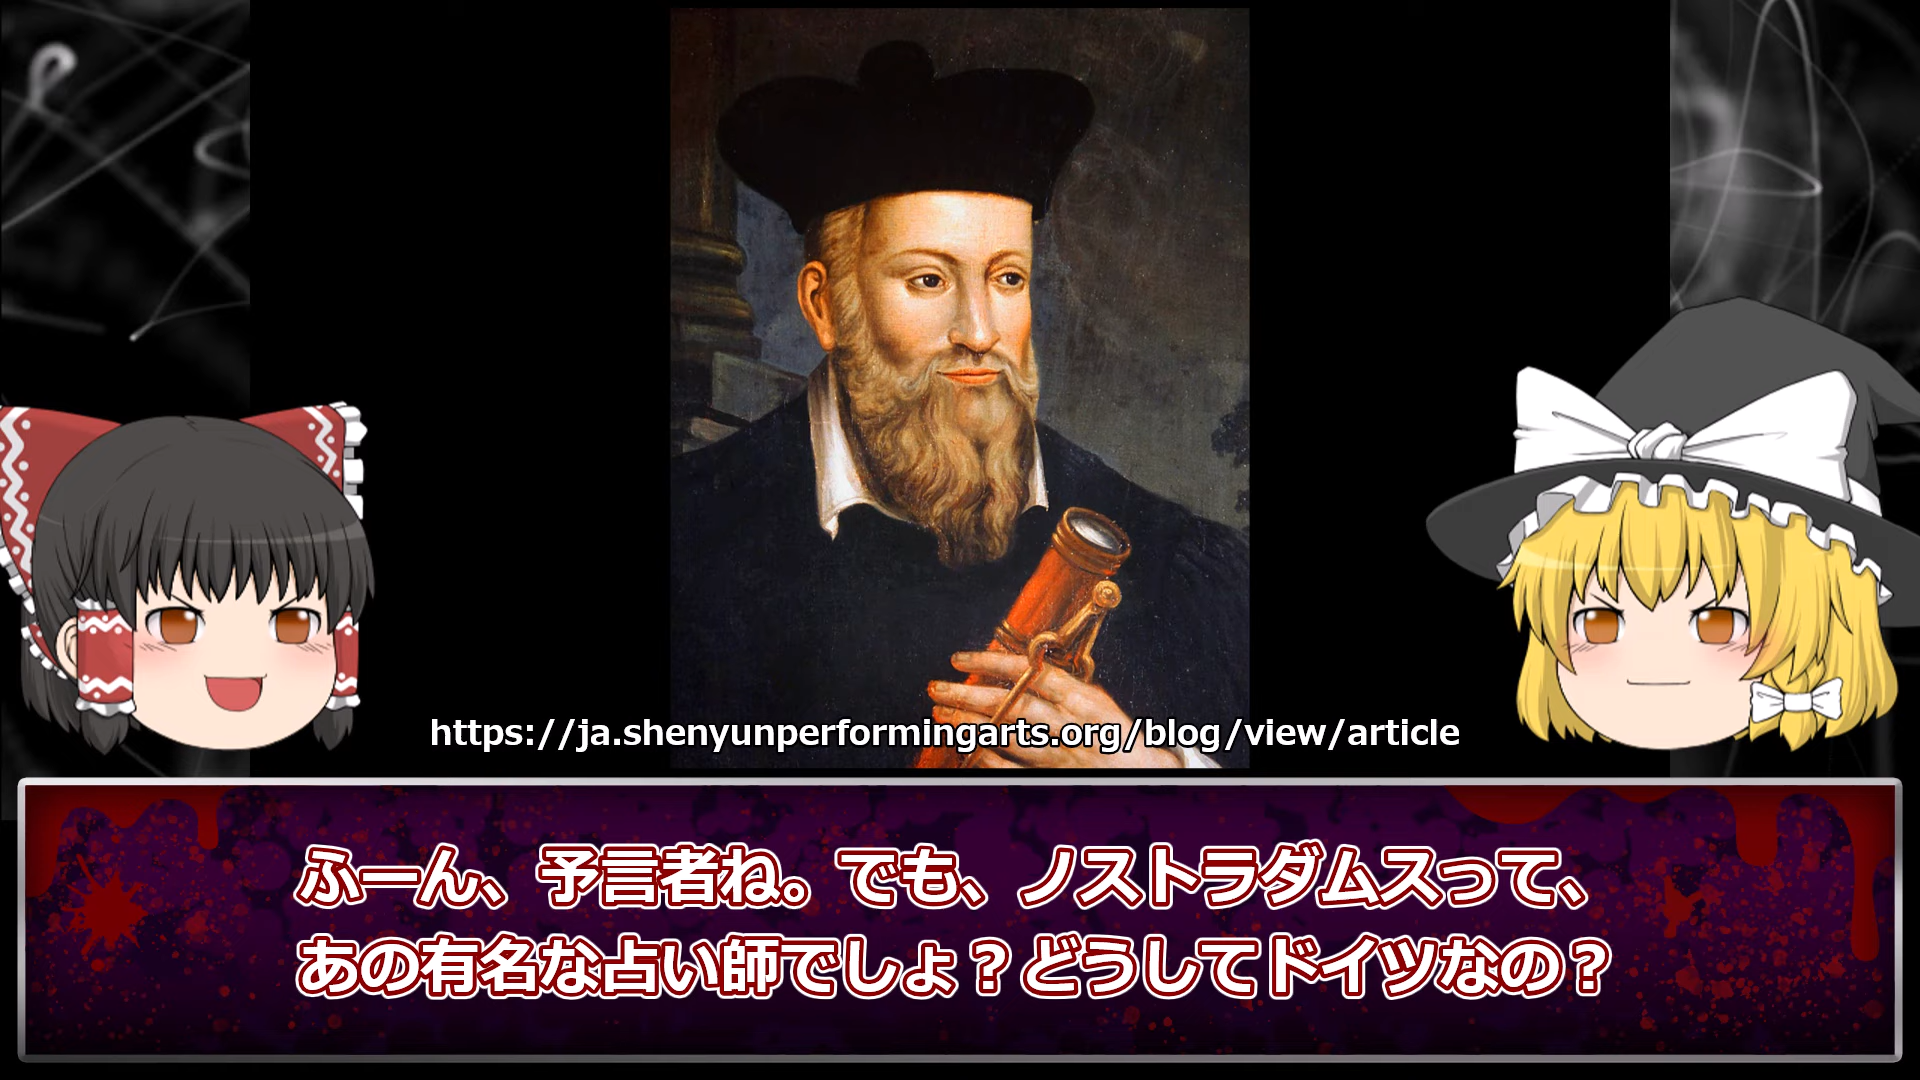 https://ja.shenyunperformingarts.org/blog/view/article
ふーん、予言者ね。でも、ノストラダムスって、
あの有名な占い師でしょ？どうしてドイツなの？